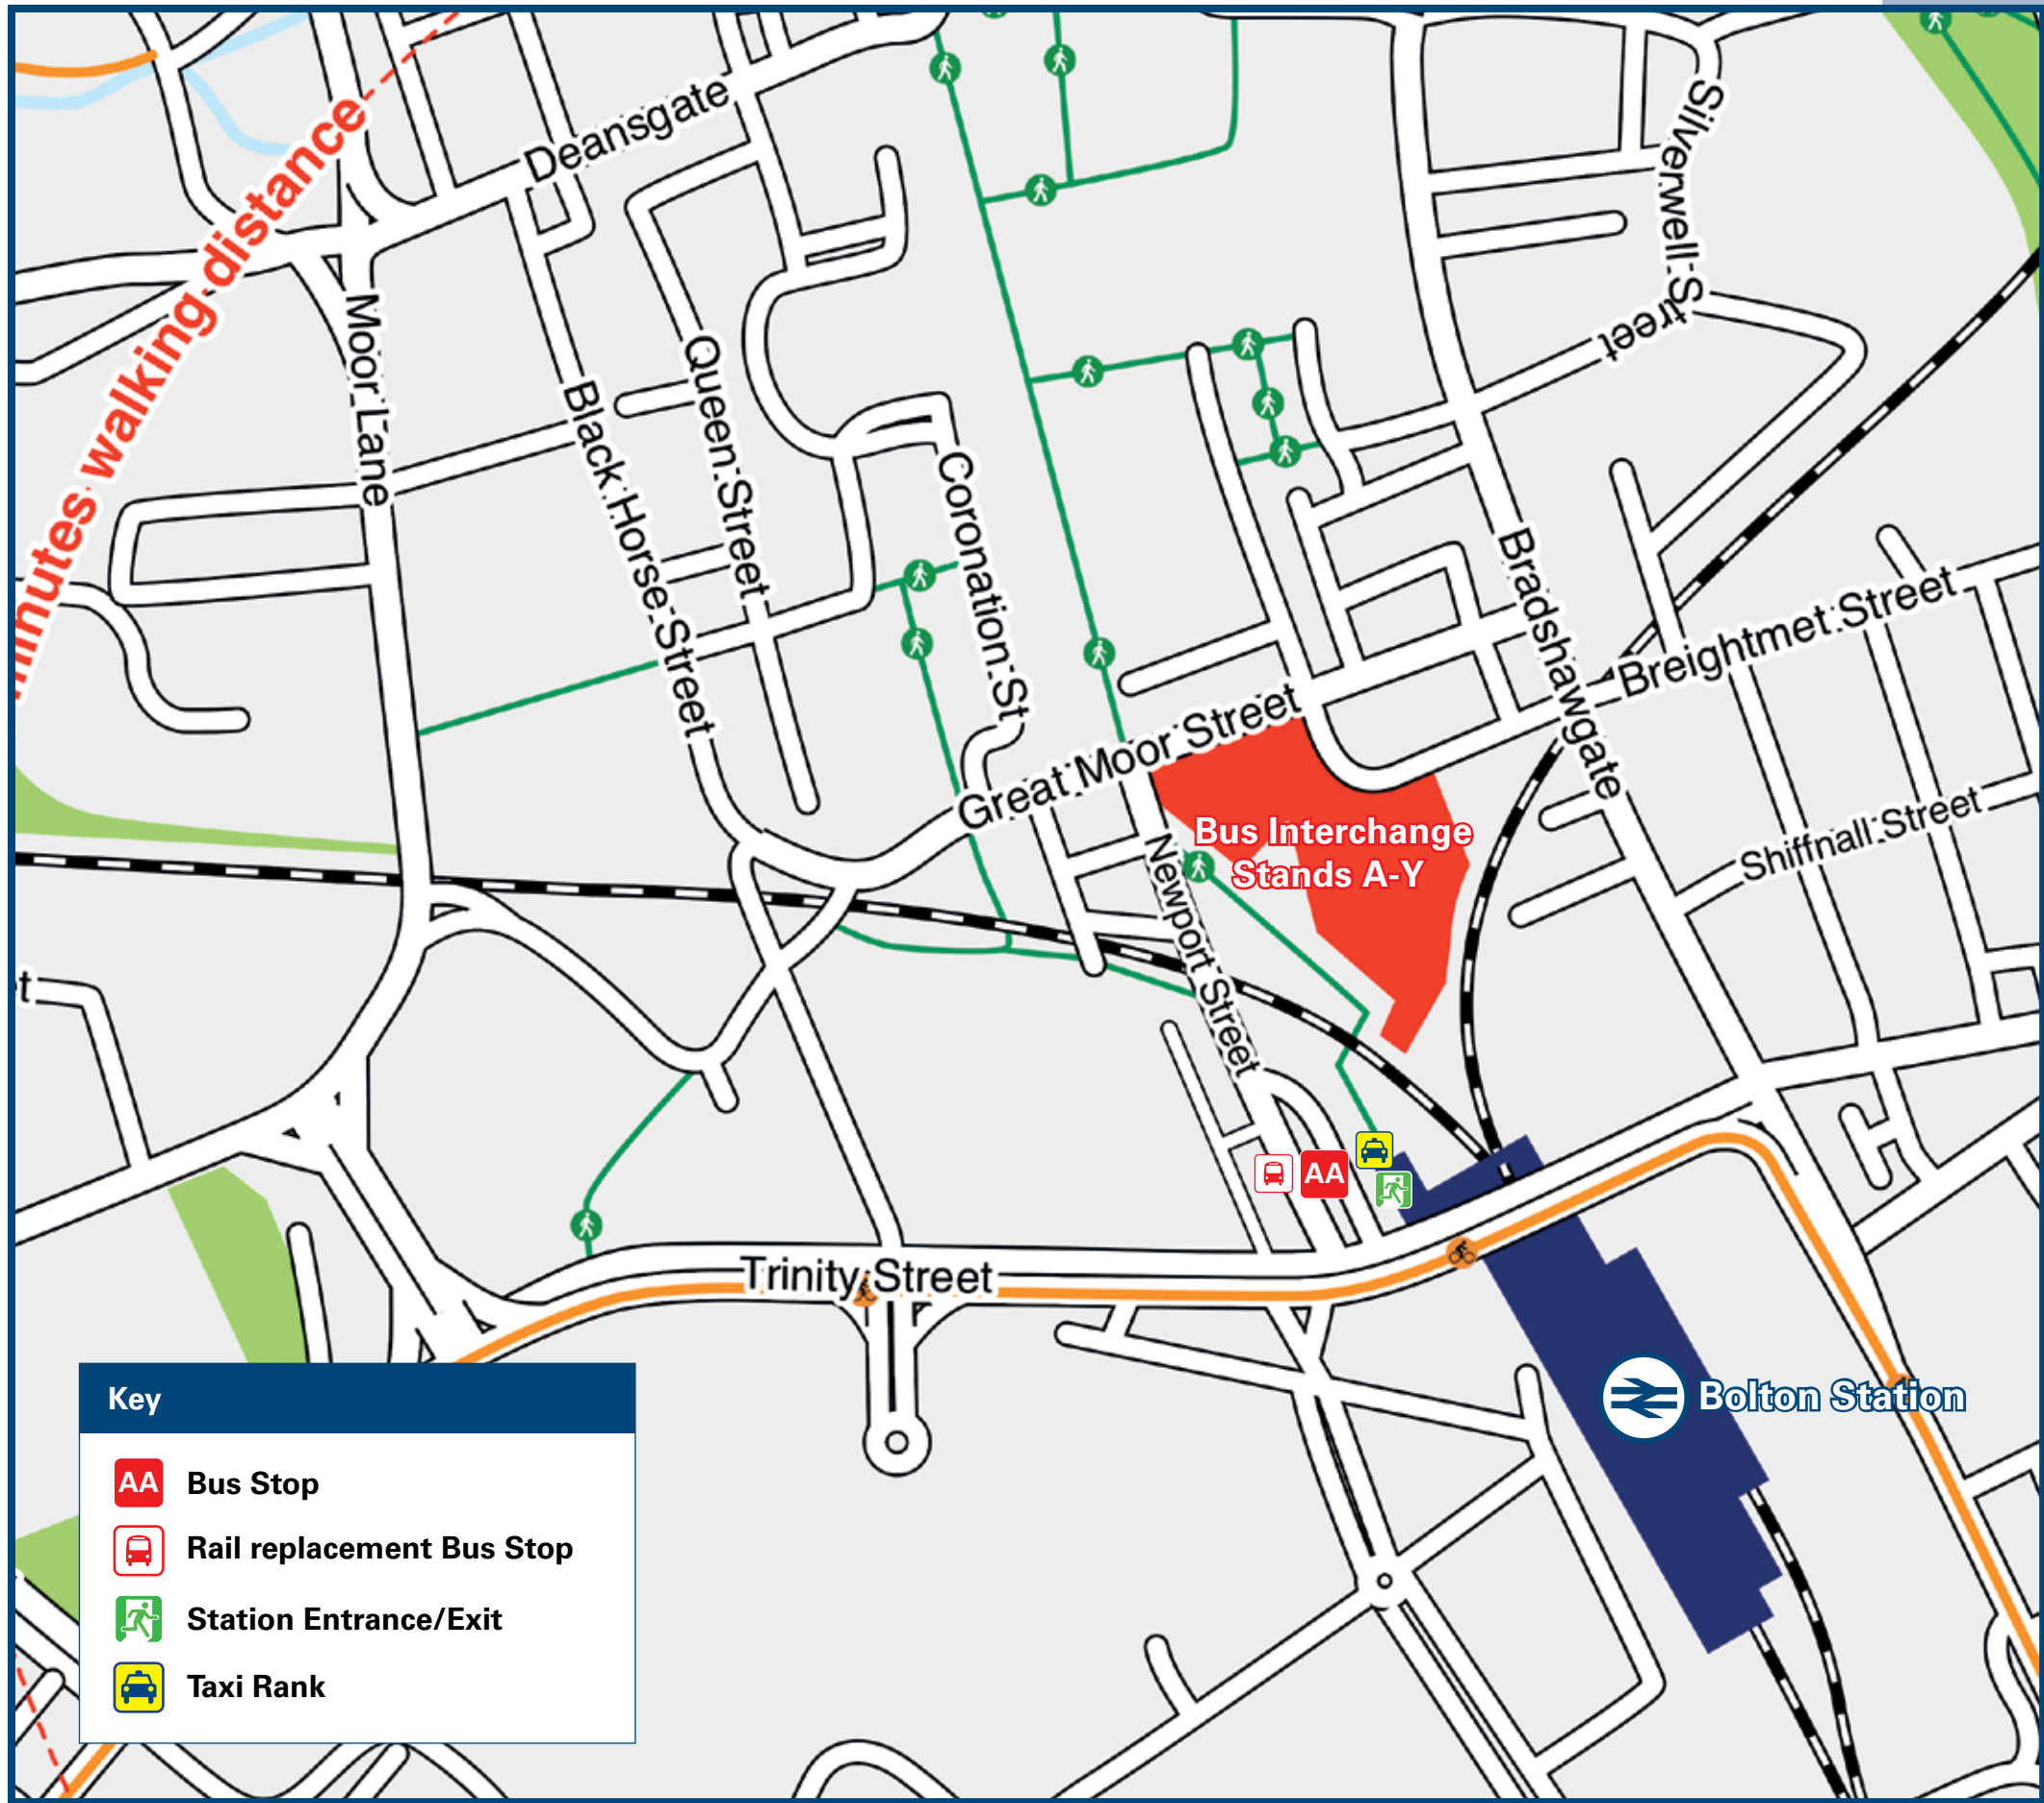 Deansgate
Silverwell Street
minutes walking distance
Moor Lane
Black Horse Street
Queen Street
Coronation St
Bradshawgate
Breightmet Street
Great Moor Street
Bus Interchange
Stands A-Y
Newport Street
Shiffnall Street
t
AA
Trinity Street
Bolton Station
Key
AA Bus Stop
Rail replacement Bus Stop
Station Entrance/Exit
Taxi Rank